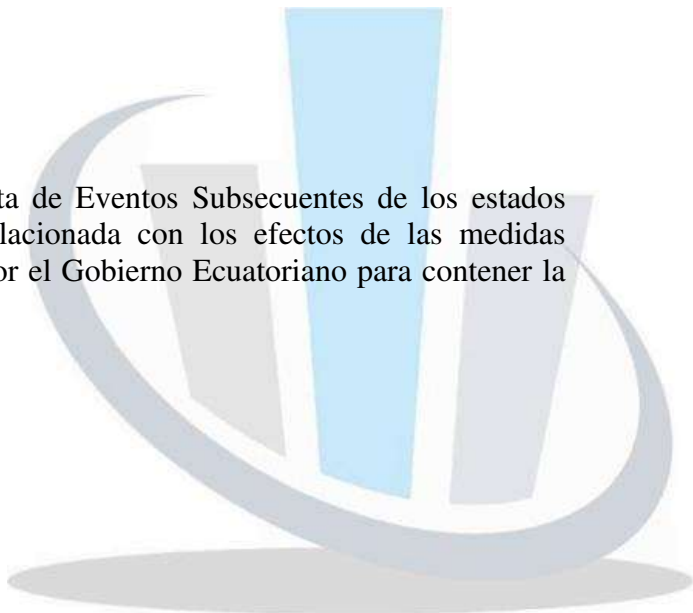 ta de Eventos Subsecuentes de los estados
lacionada con los efectos de las medidas
or el Gobierno Ecuatoriano para contener la